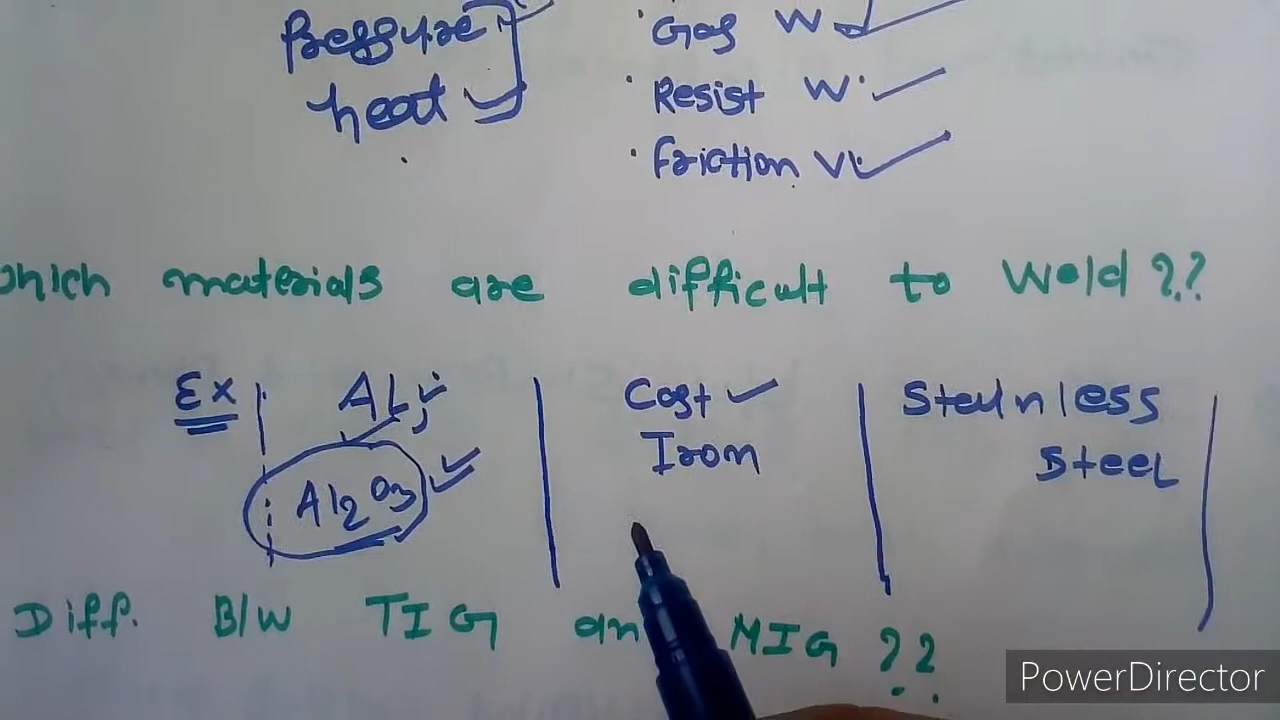 Pressure
heat
Gas W
Resist W
Friction W
which materials are difficult to Weld??
Ex
AL,
Al2O3
Cast
Iron
Stainless
Steel
Diff. B/W TIG an MIG ??
PowerDirector